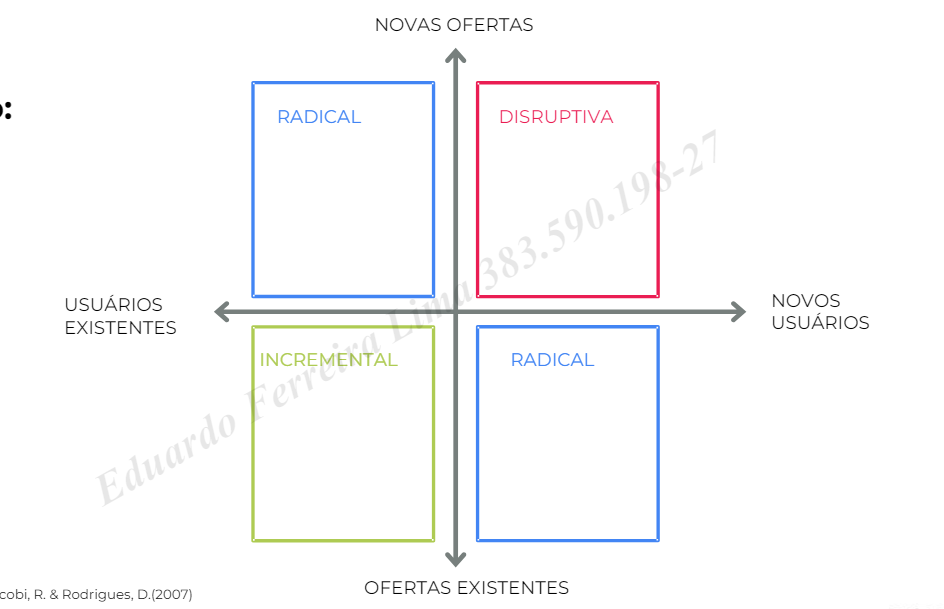 NOVAS OFERTAS
RADICAL
DISRUPTIVA
USUÁRIOS
EXISTENTES
NOVOS
USUÁRIOS
INCREMENTAL
RADICAL
Eduardo Ferreira Lima 383.590.198-27
OFERTAS EXISTENTES
cobi, R. & Rodrigues, D.(2007)